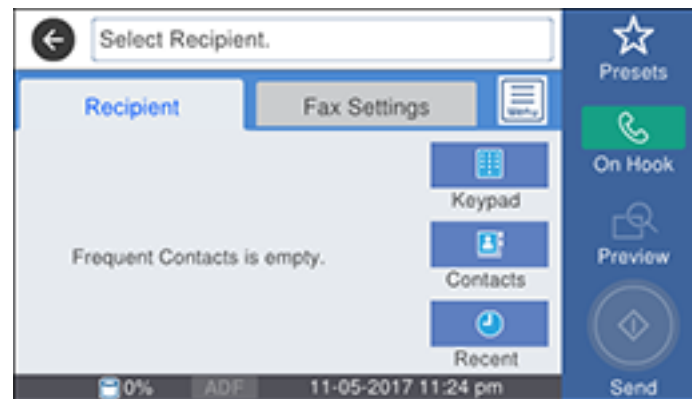 Select Recipient.
Presets
Recipient
Fax Settings
Menu
On Hook
Keypad
Frequent Contacts is empty.
Contacts
Preview
Recent
0%
ADF
11-05-2017 11:24 pm
Send